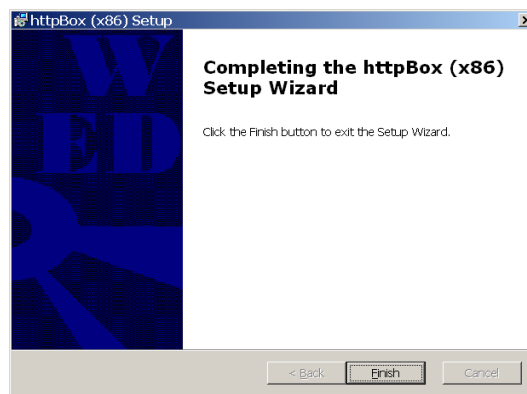 httpBox (x86) Setup
W
ED
Completing the httpBox (x86)
Setup Wizard
Click the Finish button to exit the Setup Wizard.
< Back
Finish
Cancel